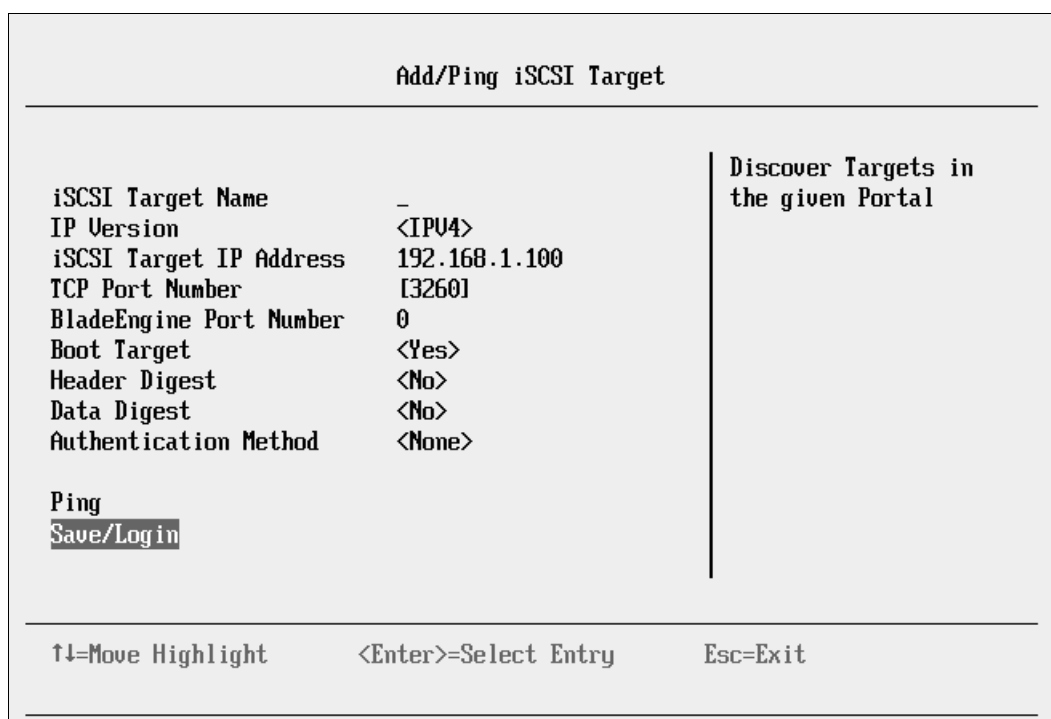 Add/Ping iSCSI Target
Discover Targets in
the given Portal
iSCSI Target Name _
IP Version <IPV4>
iSCSI Target IP Address 192.168.1.100
TCP Port Number [3260]
BladeEngine Port Number 0
Boot Target <Yes>
Header Digest <No>
Data Digest <No>
Authentication Method <None>
Ping
Save/Login
↑↓=Move Highlight <Enter>=Select Entry Esc=Exit